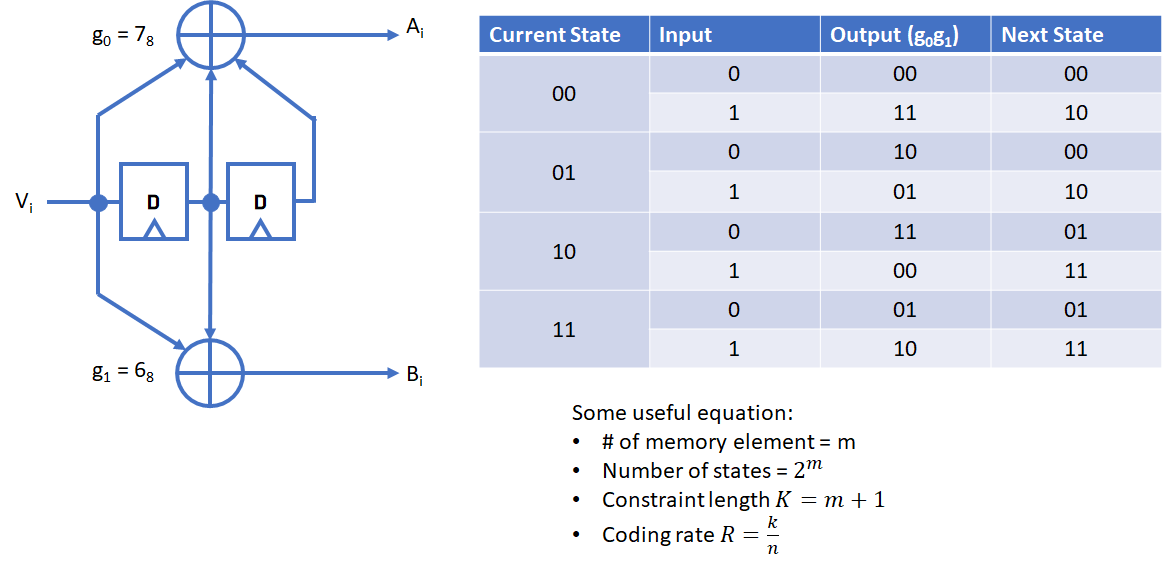 g₀ = 7₈
Aᵢ
Vᵢ
D
D
g₁ = 6₈
Bᵢ
Current State Input Output (g₀g₁) Next State
00 0 00 00
1 11 10
01 0 10 00
1 01 10
10 0 11 01
1 00 11
11 0 01 01
1 10 11
Some useful equation:
• # of memory element = m
• Number of states = 2ᵐ
• Constraint length K = m + 1
• Coding rate R = k/n